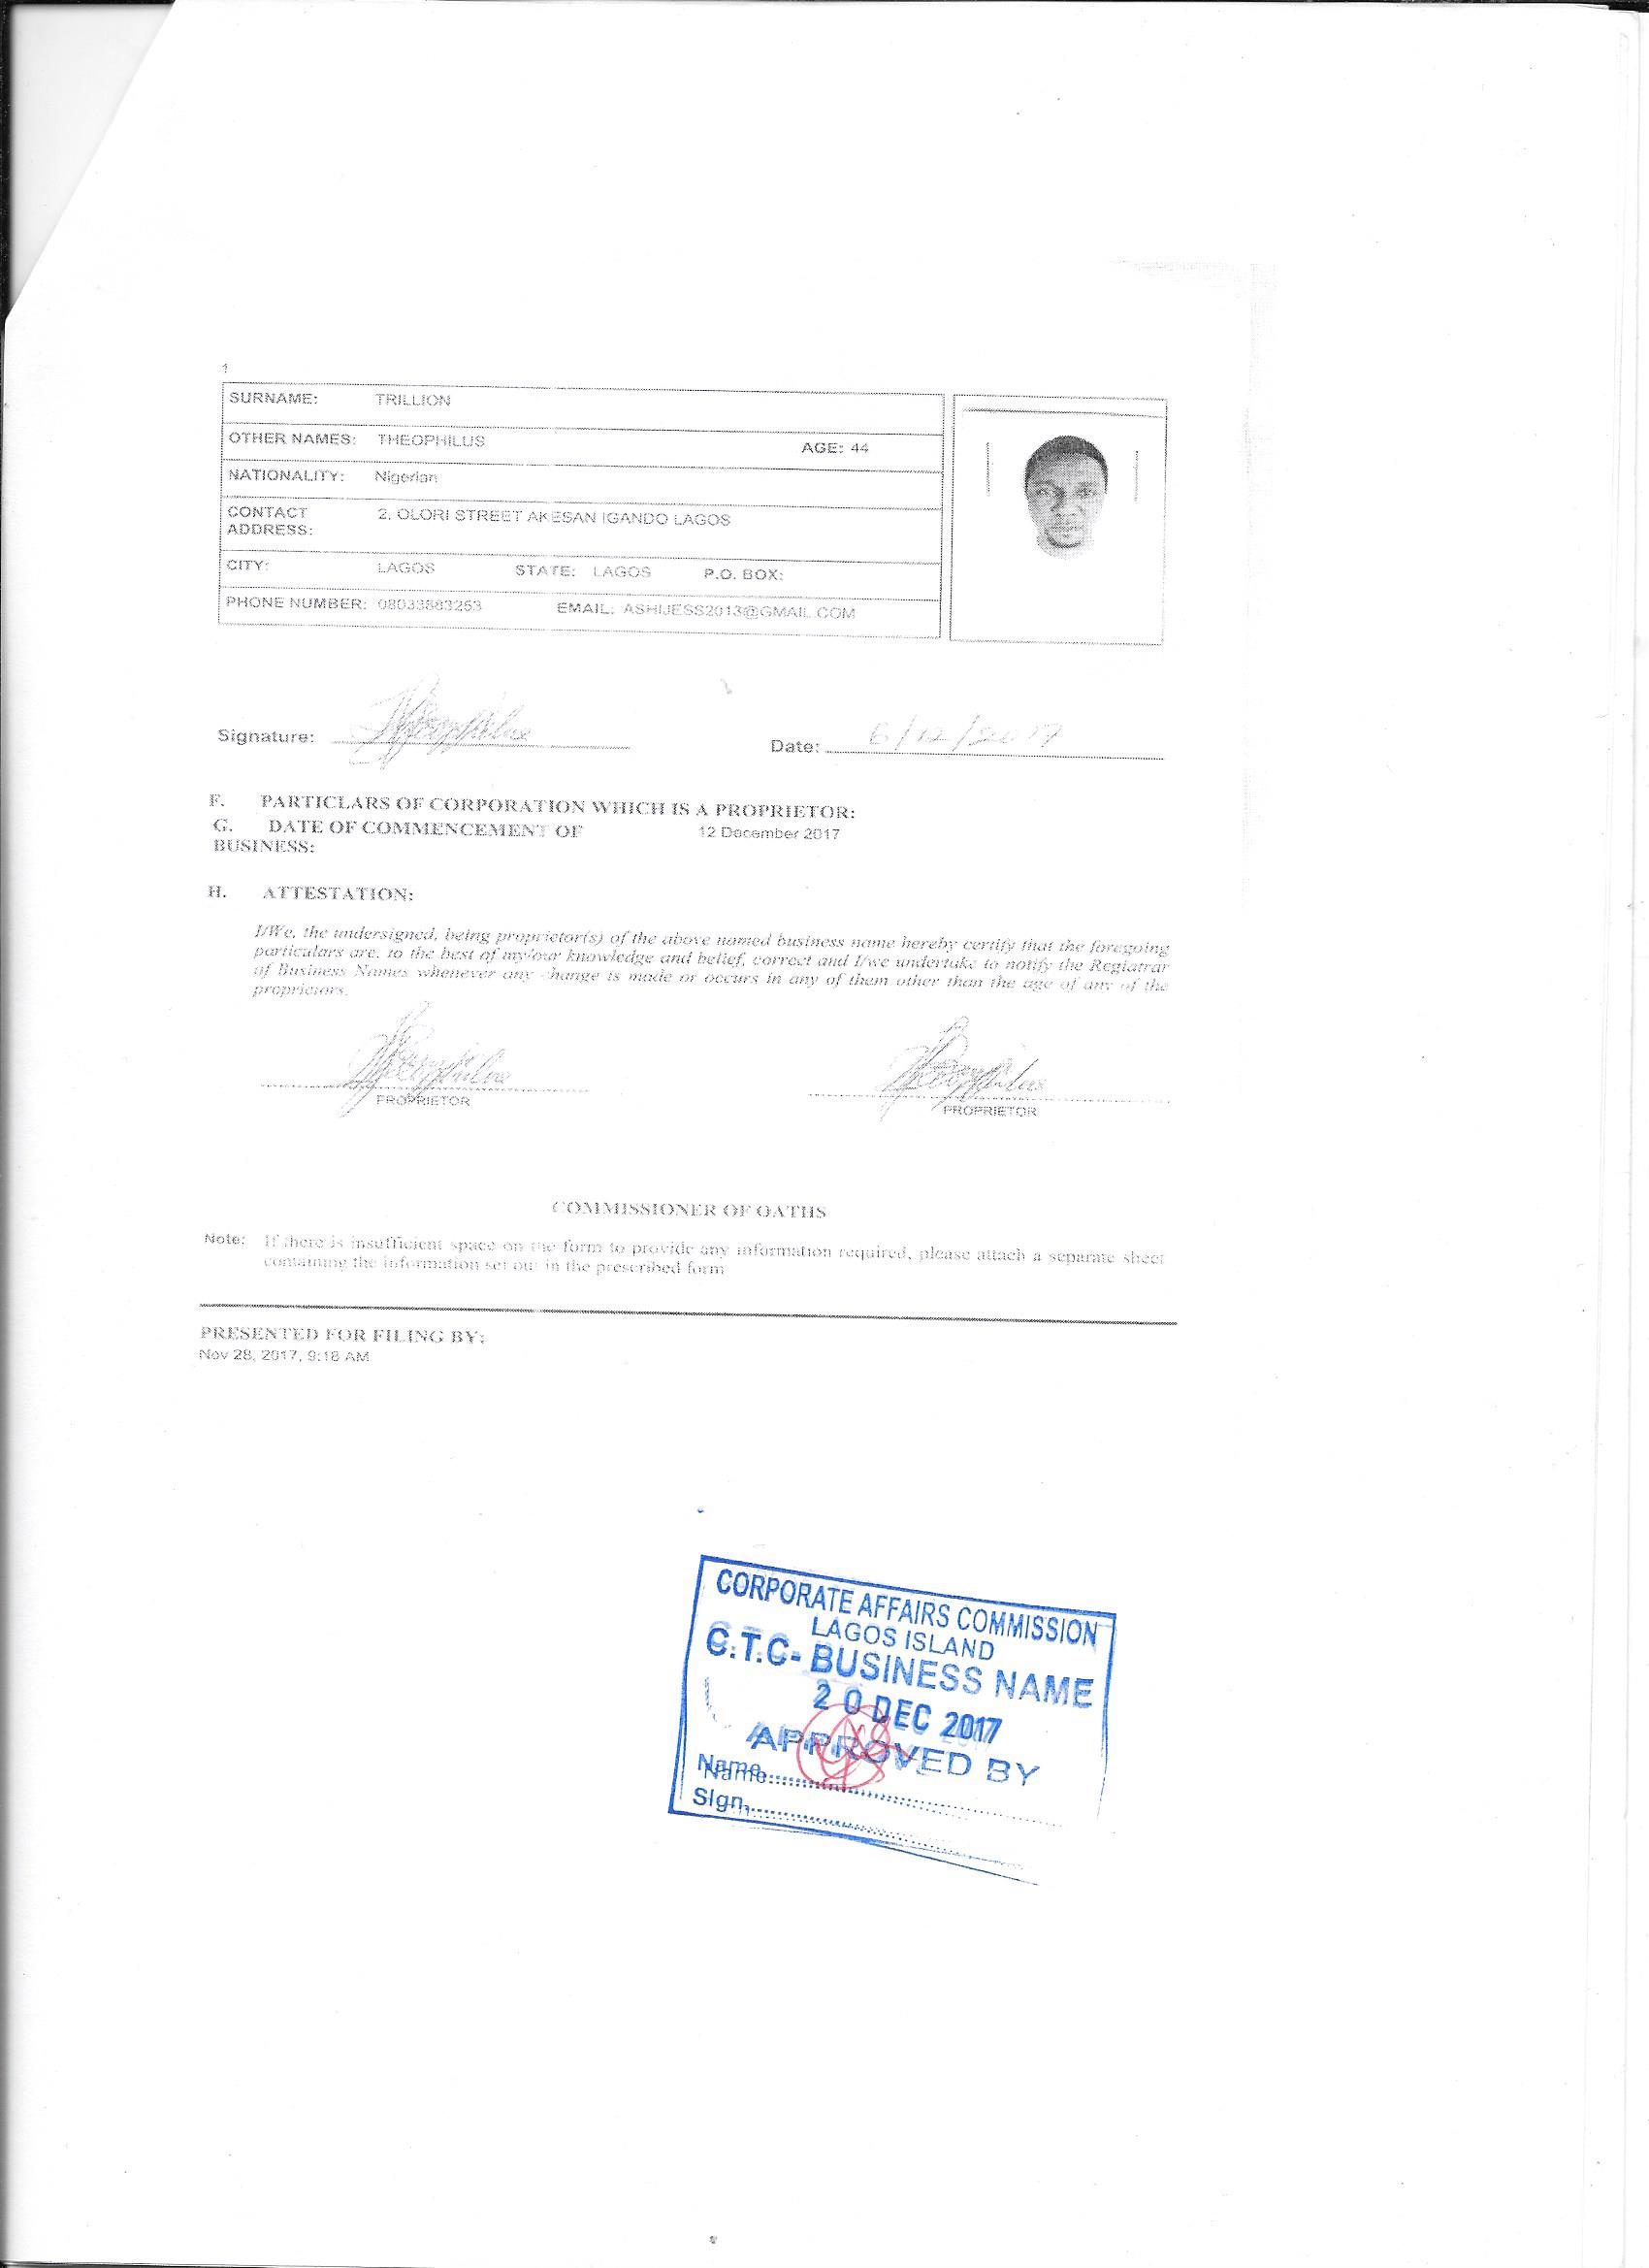 1
SURNAME: TRILLION
OTHER NAMES: THEOPHILUS AGE: 44
NATIONALITY: Nigerian
CONTACT ADDRESS: 2, OLORI STREET AKESAN IGANDO LAGOS
CITY: LAGOS STATE: LAGOS P.O. BOX:
PHONE NUMBER: 08033883253 EMAIL: ASHIJESS2013@GMAIL.COM
Signature: Date: 6/12/2017
F. PARTICLARS OF CORPORATION WHICH IS A PROPRIETOR:
G. DATE OF COMMENCEMENT OF 12 December 2017
BUSINESS:
H. ATTESTATION:
I/We, the undersigned, being proprietor(s) of the above named business name hereby certify that the foregoing
particulars are, to the best of my/our knowledge and belief, correct and I/we undertake to notify the Regiatrar
of Business Names whenever any change is made or occurs in any of them other than the age of any of the
proprietors.
PROPRIETOR PROPRIETOR
COMMISSIONER OF OATHS
Note: If there is insufficient space on the form to provide any information required, please attach a separate sheet
containing the information set out in the prescribed form
PRESENTED FOR FILING BY:
Nov 28, 2017, 9:18 AM
CORPORATE AFFAIRS COMMISSION
LAGOS ISLAND
C.T.C- BUSINESS NAME
20 DEC 2017
APPROVED BY
Name
Sign